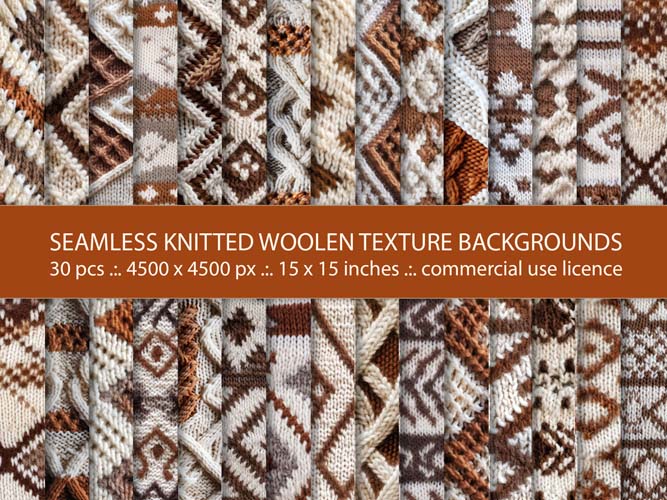 SEAMLESS KNITTED WOOLEN TEXTURE BACKGROUNDS
30 pcs .:. 4500 x 4500 px .:. 15 x 15 inches .:. commercial use licence